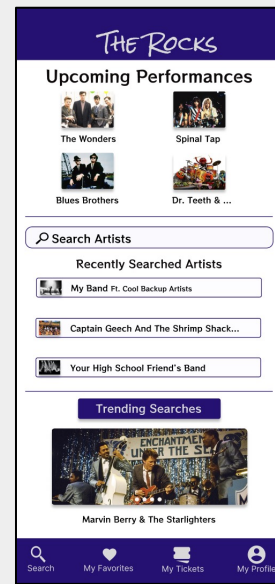 THE ROCKS
Upcoming Performances
The Wonders
Spinal Tap
Blues Brothers
Dr. Teeth & ...
Search Artists
Recently Searched Artists
My Band Ft. Cool Backup Artists
Captain Geech And The Shrimp Shack...
Your High School Friend's Band
Trending Searches
ENCHANTMENT
UNDER THE SEA
Marvin Berry & The Starlighters
Search
My Favorites
My Tickets
My Profile